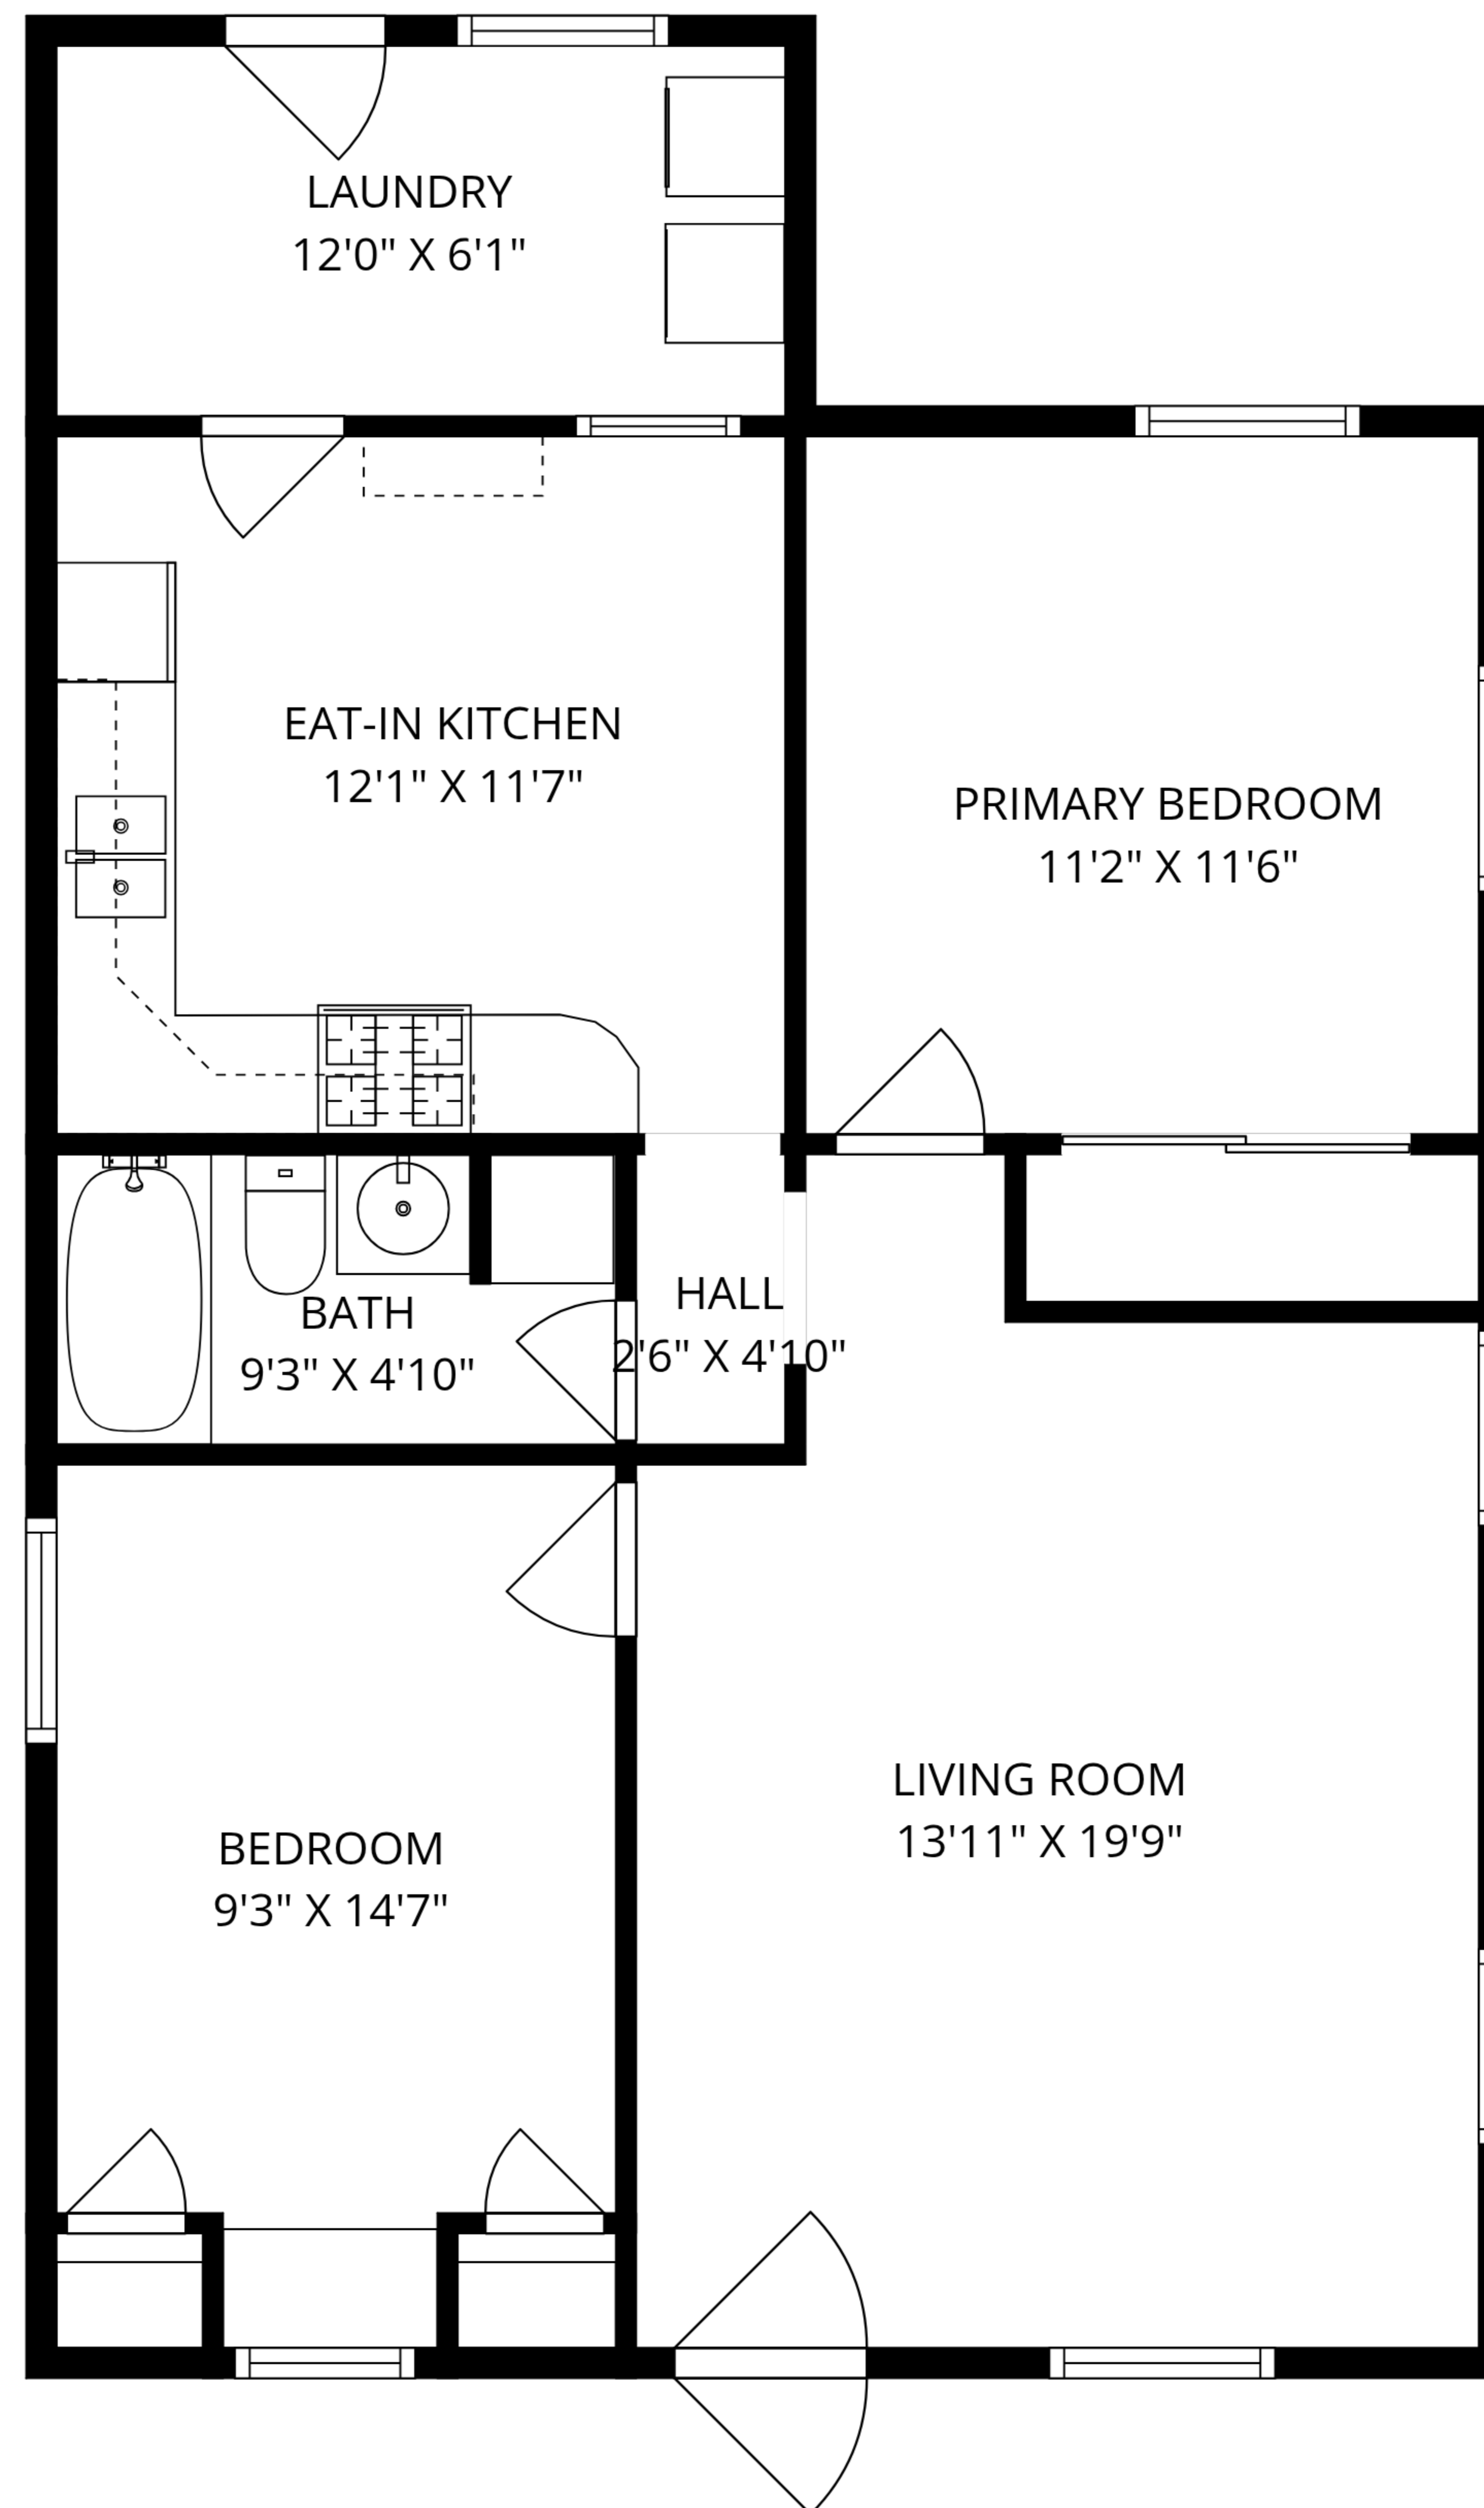 LAUNDRY
12'0" X 6'1"
EAT-IN KITCHEN
12'1" X 11'7"
PRIMARY BEDROOM
11'2" X 11'6"
HALL
2'6" X 4'10"
BATH
9'3" X 4'10"
LIVING ROOM
13'11" X 19'9"
BEDROOM
9'3" X 14'7"